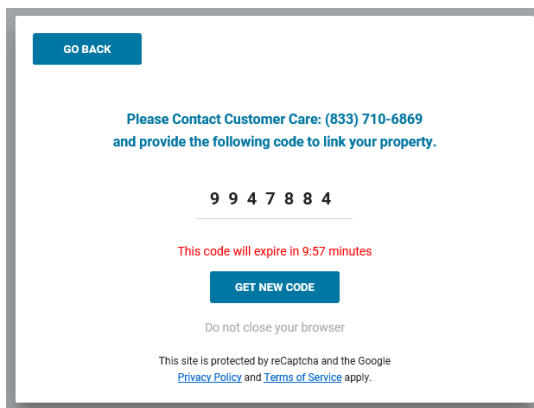 GO BACK
Please Contact Customer Care: (833) 710-6869
and provide the following code to link your property.
9 9 4 7 8 8 4
This code will expire in 9:57 minutes
GET NEW CODE
Do not close your browser
This site is protected by reCaptcha and the Google
Privacy Policy and Terms of Service apply.